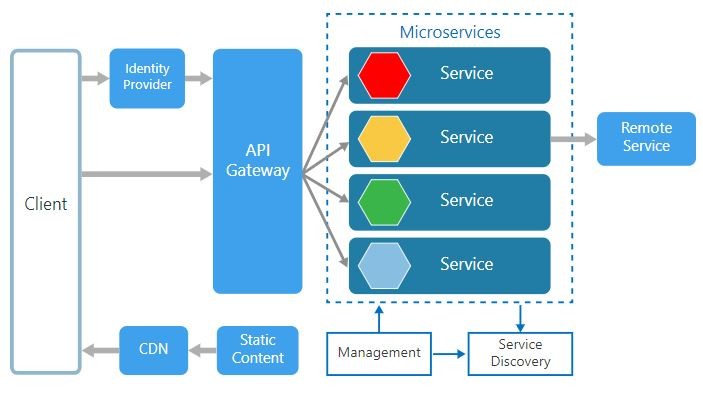 Microservices
Identity
Provider
Service
API
Gateway
Service
Remote
Service
Client
Service
Service
CDN
Static
Content
Management
Service
Discovery